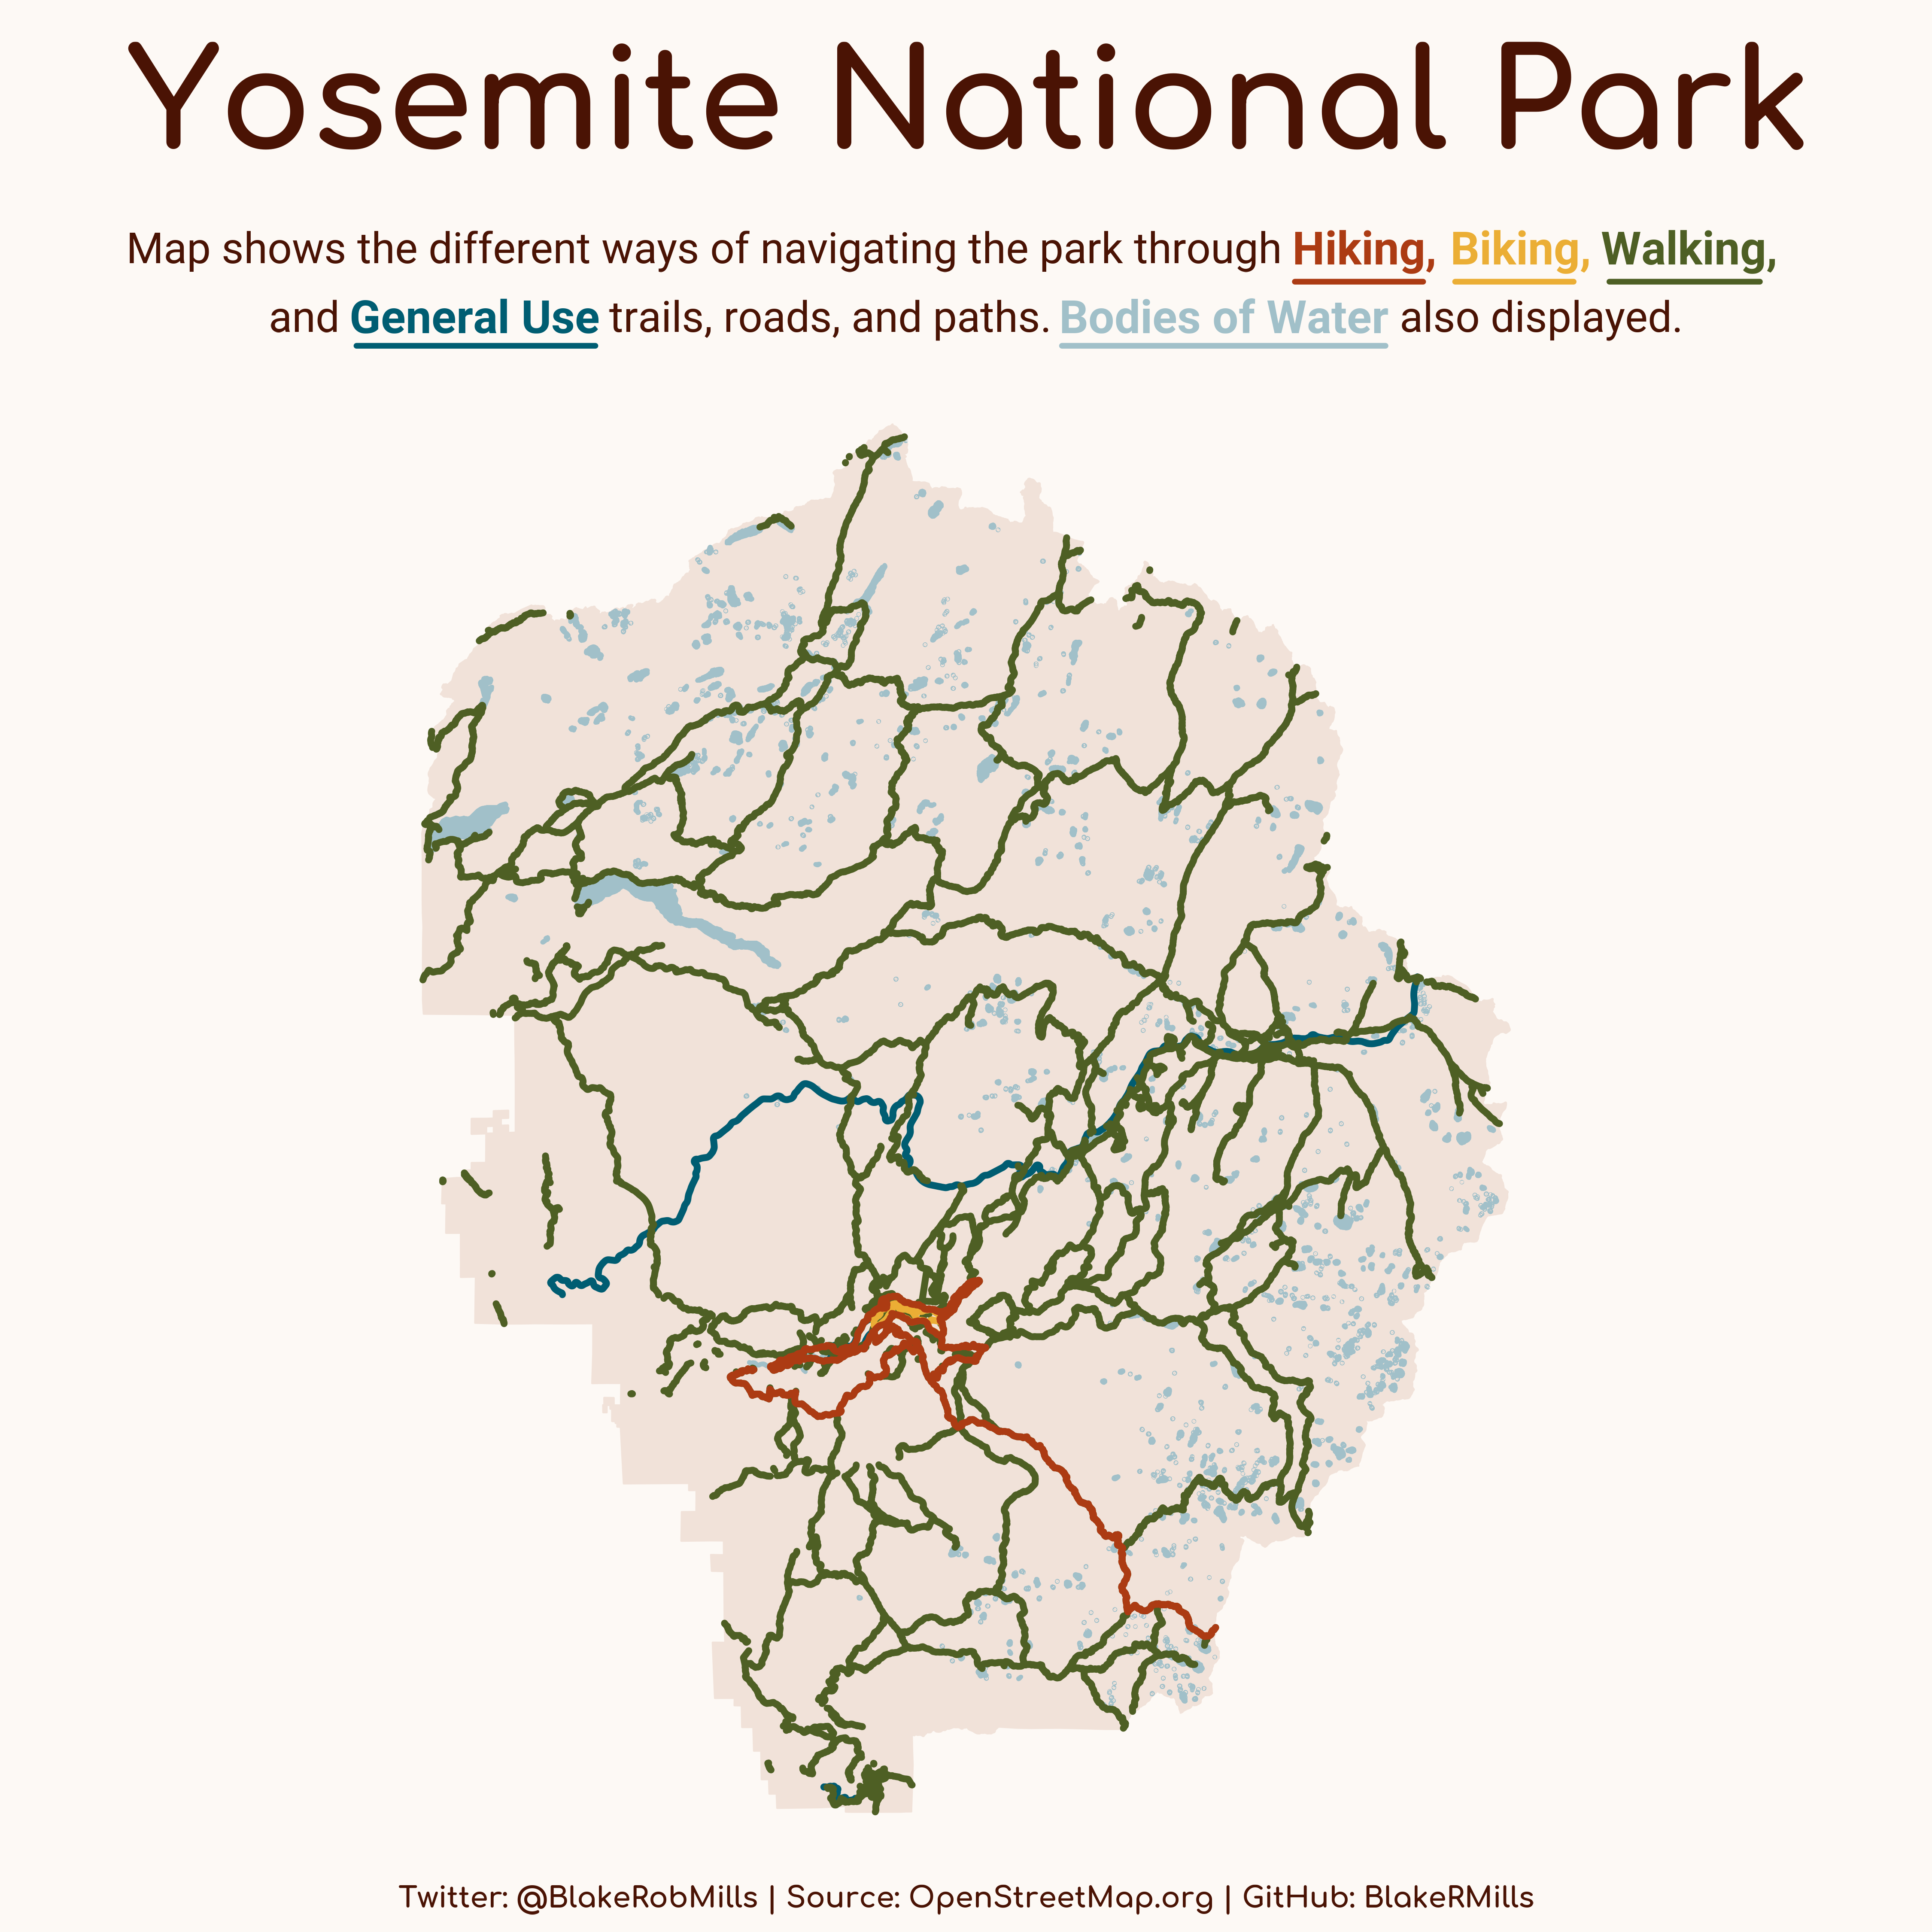 Yosemite National Park
Map shows the different ways of navigating the park through Hiking, Biking, Walking,
and General Use trails, roads, and paths. Bodies of Water also displayed.
Twitter: @BlakeRobMills | Source: OpenStreetMap.org | GitHub: BlakeRMills